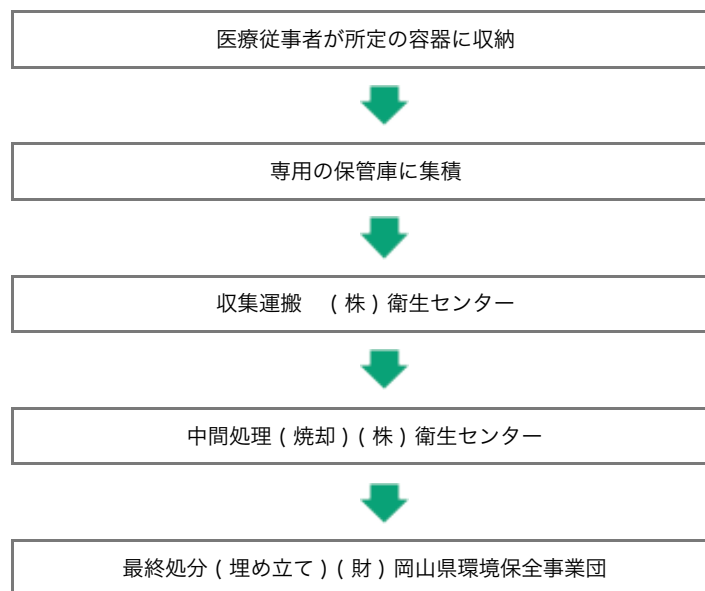 医療従事者が所定の容器に収納
専用の保管庫に集積
収集運搬　(株)衛生センター
中間処理(焼却)(株)衛生センター
最終処分(埋め立て)(財)岡山県環境保全事業団